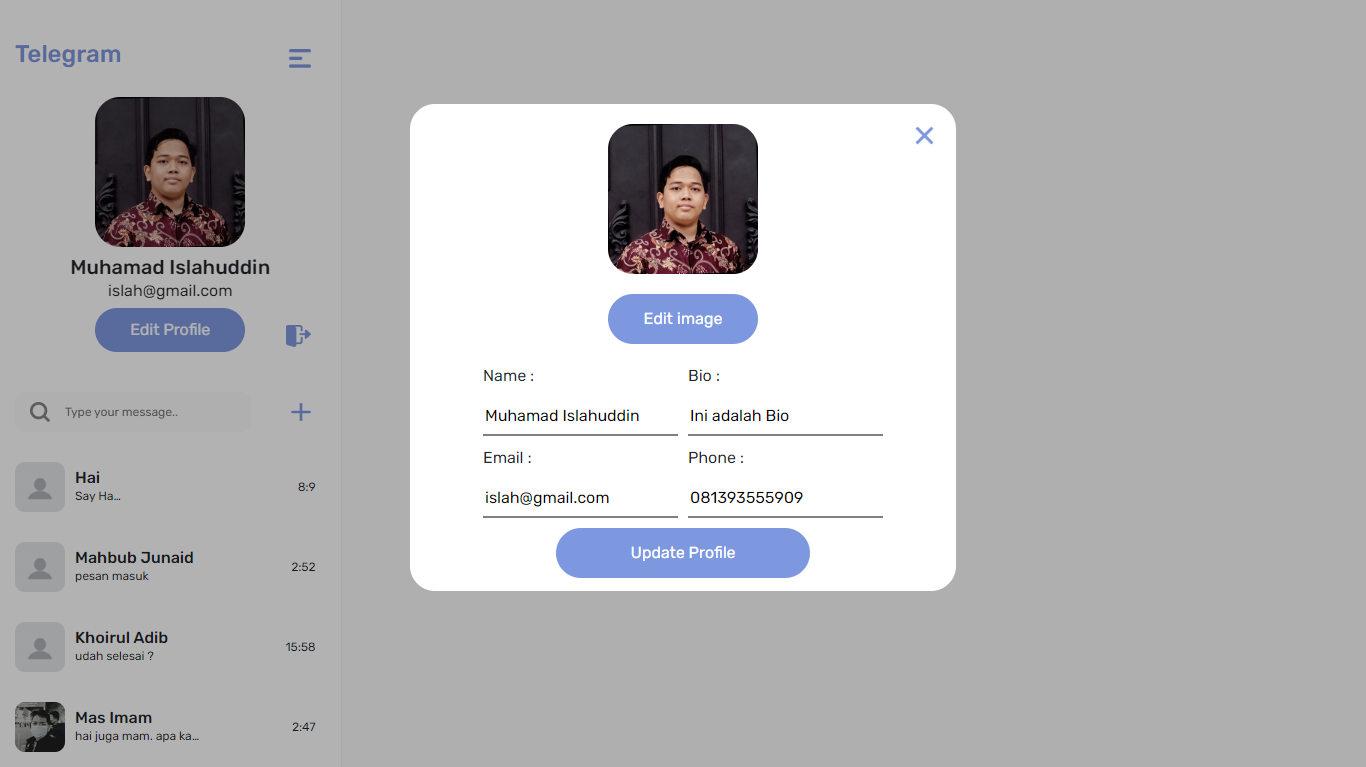 Telegram
Muhamad Islahuddin
islah@gmail.com
Edit Profile
Type your message..
Hai
Say Ha...
8:9
Mahbub Junaid
pesan masuk
2:52
Khoirul Adib
udah selesai ?
15:58
Mas Imam
hai juga mam. apa ka...
2:47
Edit image
Name :
Bio :
Muhamad Islahuddin
Ini adalah Bio
Email :
Phone :
islah@gmail.com
081393555909
Update Profile